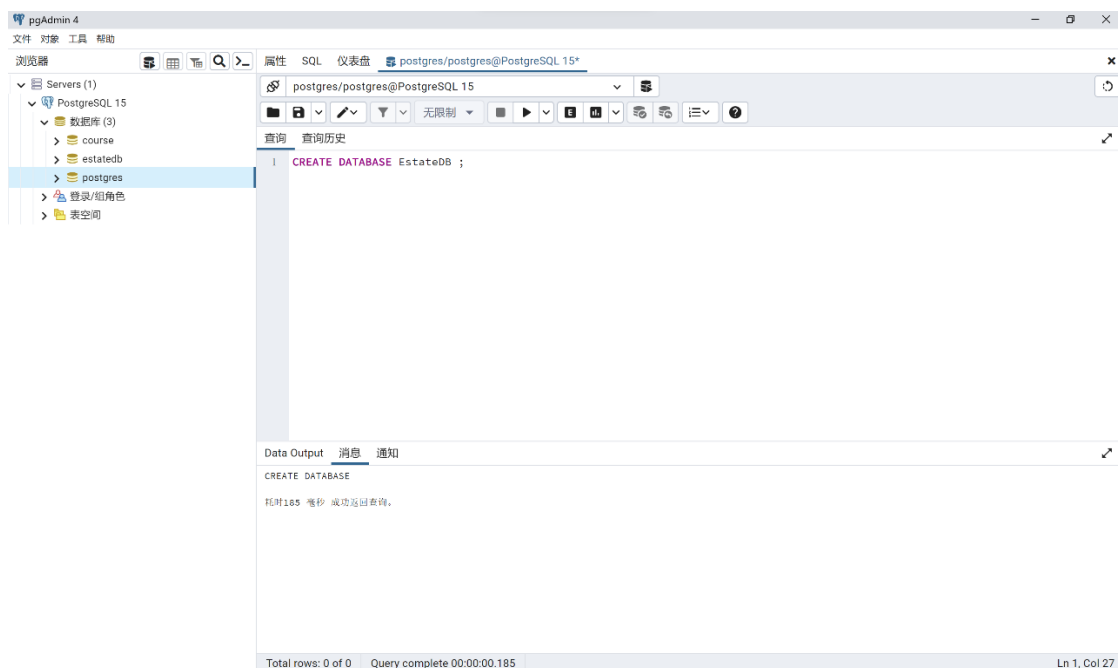 pgAdmin 4
文件 对象 工具 帮助
浏览器
属性 SQL 仪表盘 postgres/postgres@PostgreSQL 15*
Servers (1)
postgres/postgres@PostgreSQL 15
PostgreSQL 15
数据库 (3)
无限制
course
查询 查询历史
estatedb
1 CREATE DATABASE EstateDB ;
postgres
登录/组角色
表空间
Data Output 消息 通知
CREATE DATABASE
耗时185 毫秒 成功返回查询。
Total rows: 0 of 0 Query complete 00:00:00.185 Ln 1, Col 27